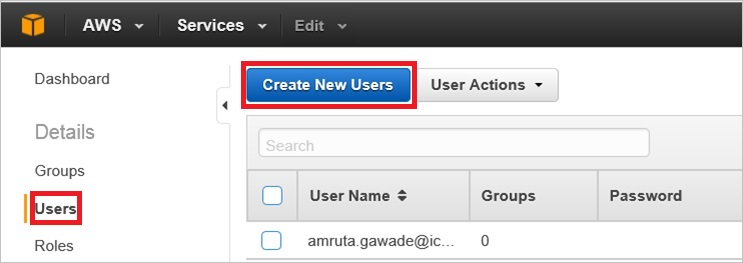 AWS Services Edit
Dashboard
Create New Users User Actions
Details
Search
Groups
User Name Groups Password
Users
Roles
amruta.gawade@ic... 0